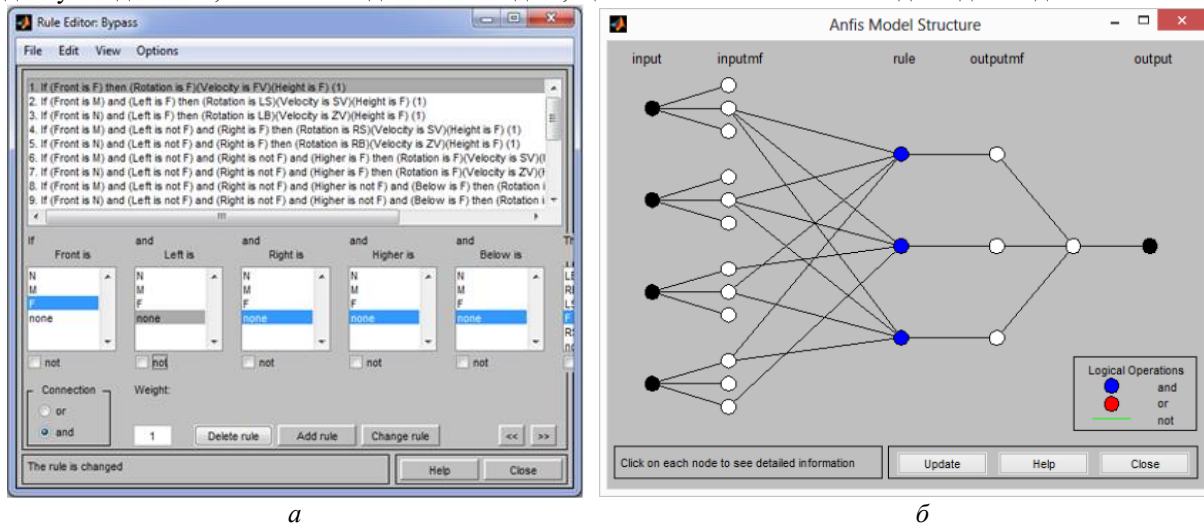 Rule Editor: Bypass
File Edit View Options
1. If (Front is F) then (Rotation is F)(Velocity is FV)(Height is F) (1)
2. If (Front is M) and (Left is F) then (Rotation is LS)(Velocity is SV)(Height is F) (1)
3. If (Front is N) and (Left is F) then (Rotation is LB)(Velocity is ZV)(Height is F) (1)
4. If (Front is M) and (Left is not F) and (Right is F) then (Rotation is RS)(Velocity is SV)(Height is F) (1)
5. If (Front is N) and (Left is not F) and (Right is F) then (Rotation is RB)(Velocity is ZV)(Height is F) (1)
6. If (Front is M) and (Left is not F) and (Right is not F) and (Higher is F) then (Rotation is F)(Velocity is SV)(
7. If (Front is N) and (Left is not F) and (Right is not F) and (Higher is F) then (Rotation is F)(Velocity is ZV)(
8. If (Front is M) and (Left is not F) and (Right is not F) and (Higher is not F) and (Below is F) then (Rotation i
9. If (Front is N) and (Left is not F) and (Right is not F) and (Higher is not F) and (Below is F) then (Rotation i
If and and and and Th
Front is Left is Right is Higher is Below is
N N N N N LB
M M M M M RB
F F F F F LS
none none none none none F
RS
not not not not not
Connection Weight:
or
and 1 Delete rule Add rule Change rule << >>
The rule is changed Help Close
а
Anfis Model Structure
input inputmf rule outputmf output
Logical Operations
and
or
not
Click on each node to see detailed information Update Help Close
б